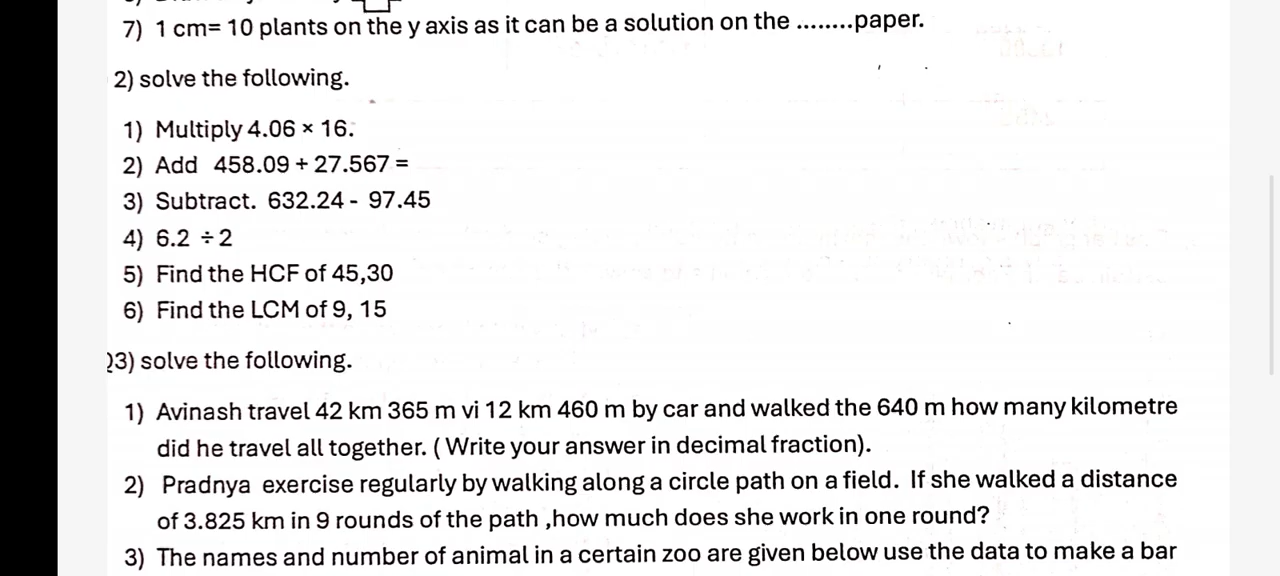 7) 1 cm= 10 plants on the y axis as it can be a solution on the ........paper.
2) solve the following.
1) Multiply 4.06 × 16.
2) Add 458.09 + 27.567 =
3) Subtract. 632.24 - 97.45
4) 6.2 ÷ 2
5) Find the HCF of 45,30
6) Find the LCM of 9, 15
3) solve the following.
1) Avinash travel 42 km 365 m vi 12 km 460 m by car and walked the 640 m how many kilometre
did he travel all together. ( Write your answer in decimal fraction).
2) Pradnya exercise regularly by walking along a circle path on a field. If she walked a distance
of 3.825 km in 9 rounds of the path ,how much does she work in one round?
3) The names and number of animal in a certain zoo are given below use the data to make a bar